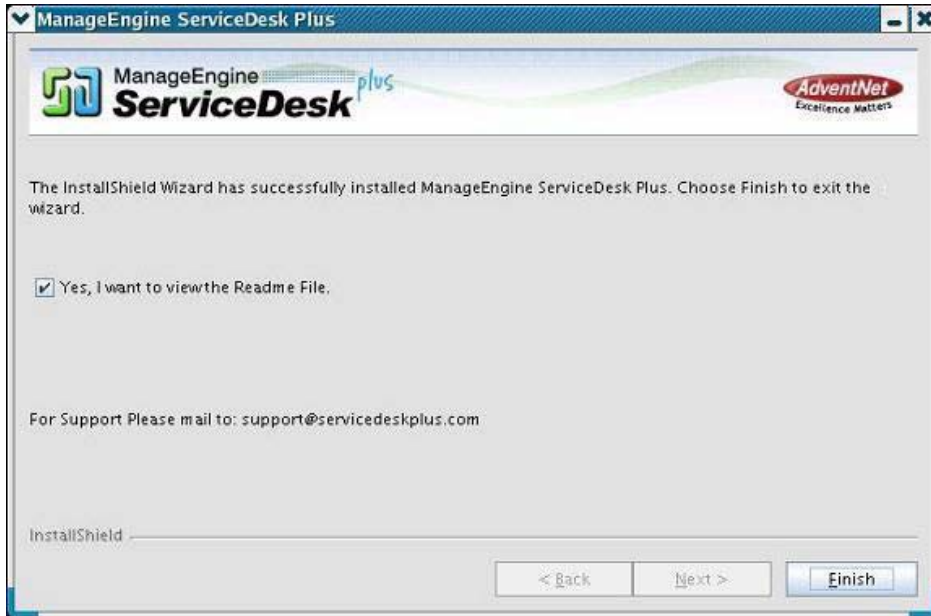 ManageEngine ServiceDesk Plus
ManageEngine
ServiceDesk plus
AdventNet
Excellence Matters
The InstallShield Wizard has successfully installed ManageEngine ServiceDesk Plus. Choose Finish to exit the
wizard.
Yes, I want to view the Readme File.
For Support Please mail to: support@servicedeskplus.com
InstallShield
< Back
Next >
Finish